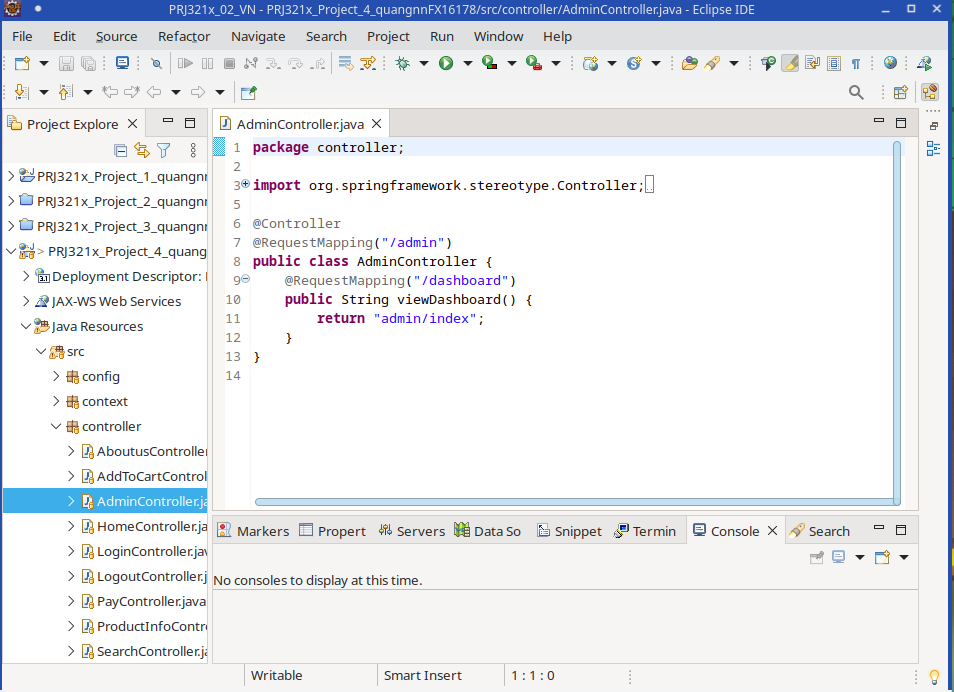 PRJ321x_02_VN - PRJ321x_Project_4_quangnnFX16178/src/controller/AdminController.java - Eclipse IDE
File Edit Source Refactor Navigate Search Project Run Window Help
Project Explore
AdminController.java
PRJ321x_Project_1_quangnr
PRJ321x_Project_2_quangnr
PRJ321x_Project_3_quangnr
> PRJ321x_Project_4_quang
Deployment Descriptor:
JAX-WS Web Services
Java Resources
src
config
context
controller
AboutusController
AddToCartControl
AdminController.ja
HomeController.ja
LoginController.jav
LogoutController.j
PayController.java
ProductInfoContr
SearchController.ja
1 package controller;
2
3 import org.springframework.stereotype.Controller;
5
6 @Controller
7 @RequestMapping("/admin")
8 public class AdminController {
9 @RequestMapping("/dashboard")
10 public String viewDashboard() {
11 return "admin/index";
12 }
13 }
14
Markers Propert Servers Data So Snippet Termin Console Search
No consoles to display at this time.
Writable Smart Insert 1 : 1 : 0